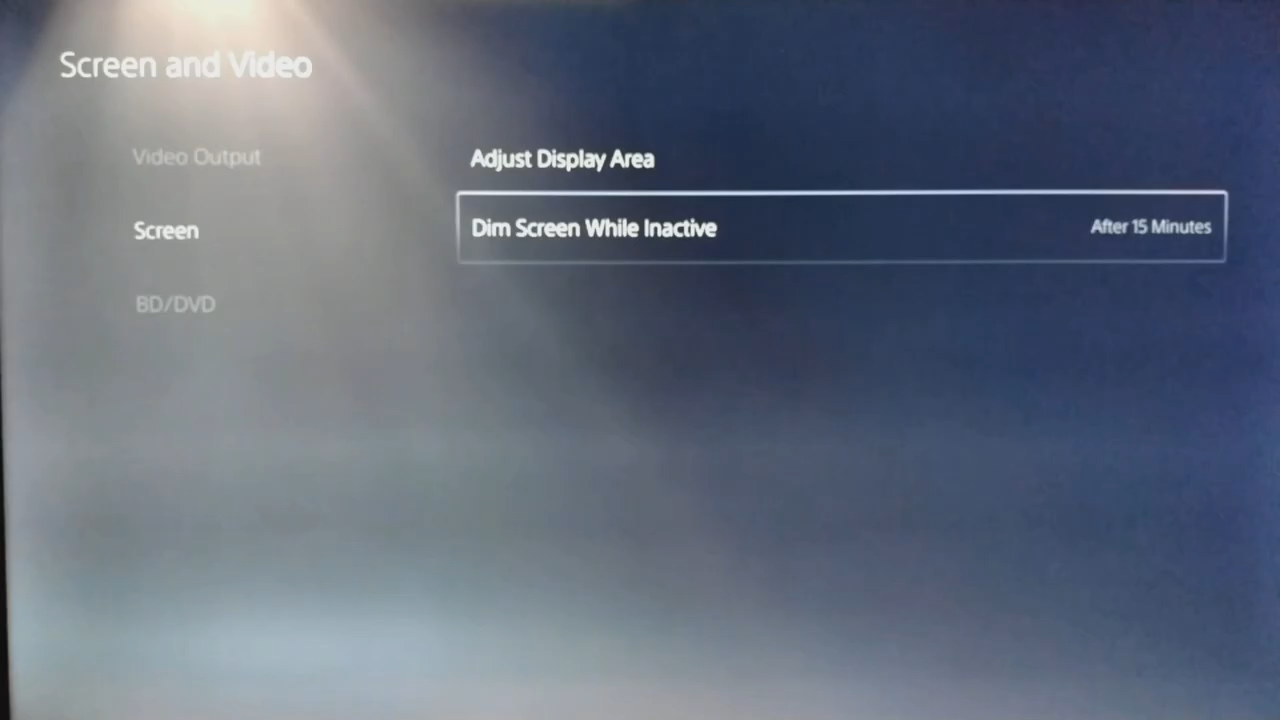 Screen and Video
Video Output
Screen
BD/DVD
Adjust Display Area
Dim Screen While Inactive
After 15 Minutes